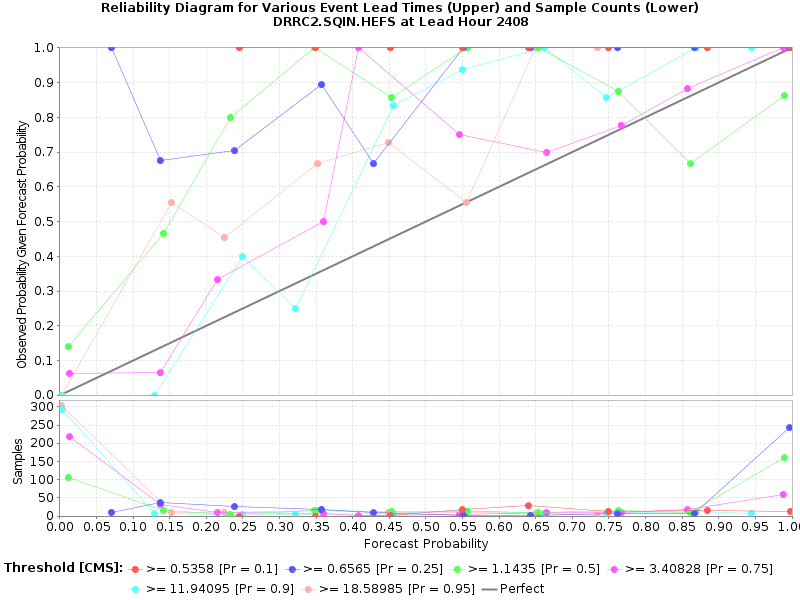 Reliability Diagram for Various Event Lead Times (Upper) and Sample Counts (Lower)
DRRC2.SQIN.HEFS at Lead Hour 2408
Observed Probability Given Forecast Probability
1.0
0.9
0.8
0.7
0.6
0.5
0.4
0.3
0.2
0.1
0.0
Samples
300
250
200
150
100
50
0
0.00 0.05 0.10 0.15 0.20 0.25 0.30 0.35 0.40 0.45 0.50 0.55 0.60 0.65 0.70 0.75 0.80 0.85 0.90 0.95 1.0
Forecast Probability
Threshold [CMS]: >= 0.5358 [Pr = 0.1] >= 0.6565 [Pr = 0.25] >= 1.1435 [Pr = 0.5] >= 3.40828 [Pr = 0.75]
>= 11.94095 [Pr = 0.9] >= 18.58985 [Pr = 0.95] Perfect